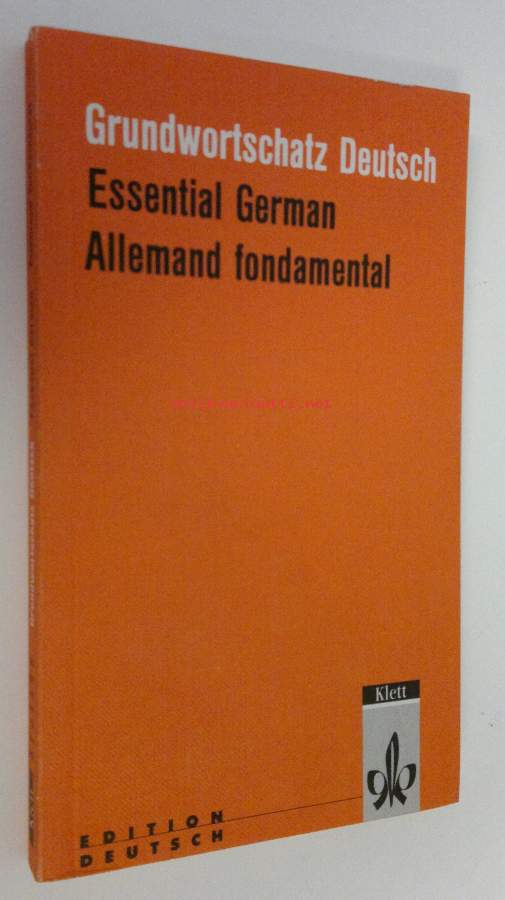 Grundwortschatz Deutsch
Essential German
Allemand fondamental
Klett
EDITION
DEUTSCH